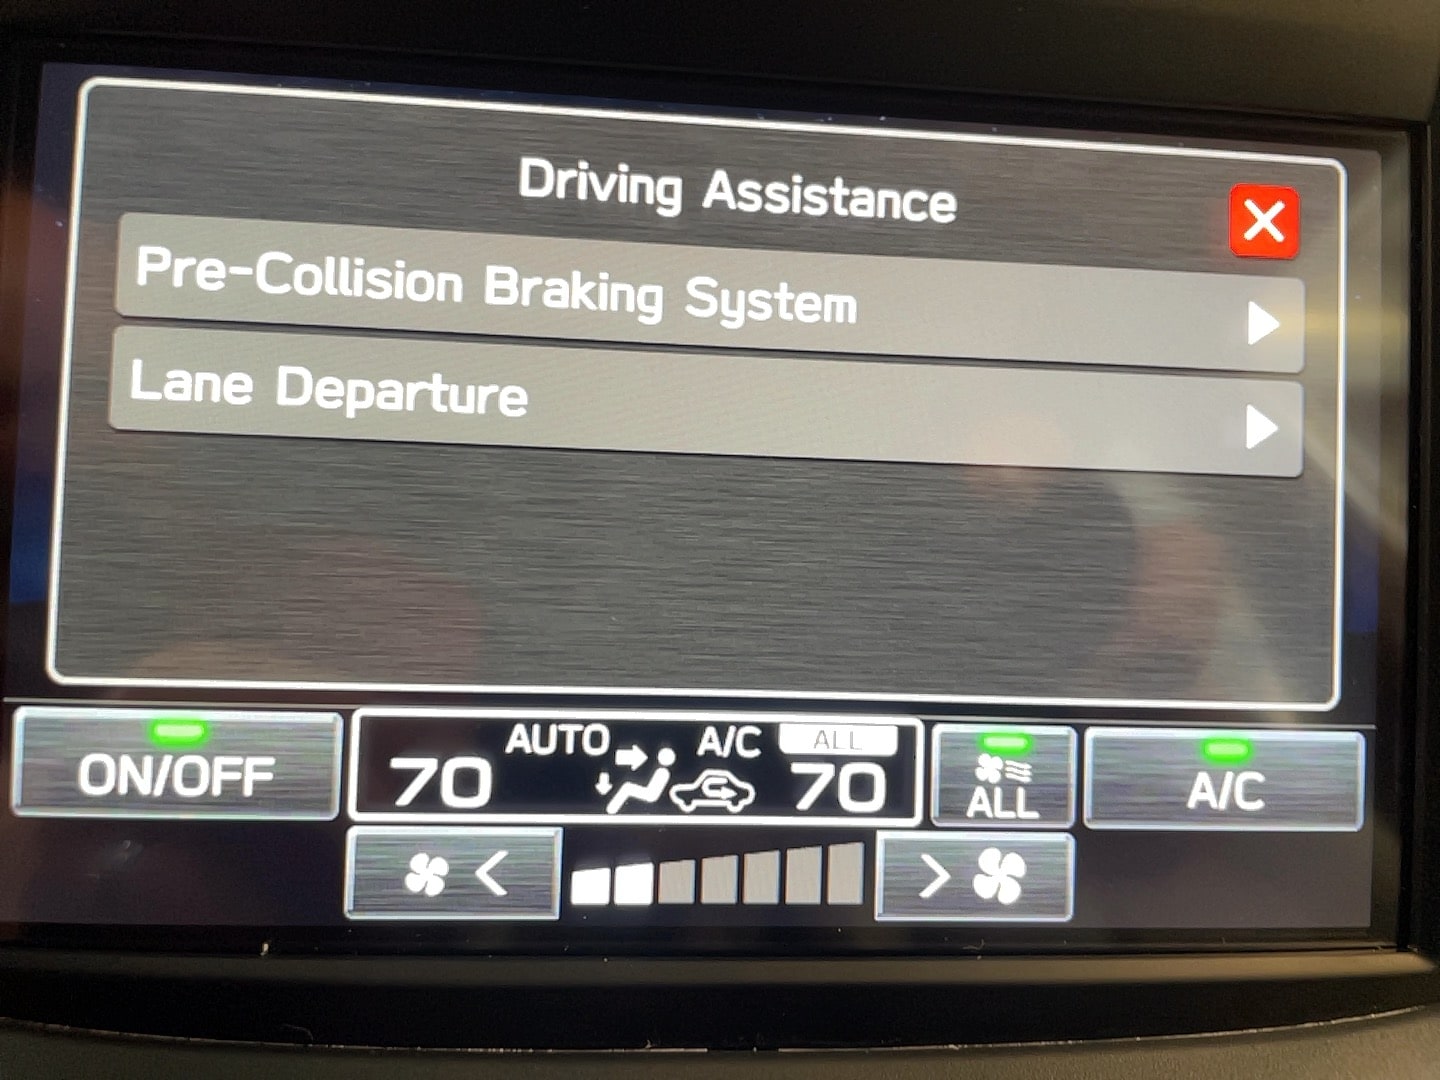 Driving Assistance
Pre-Collision Braking System
Lane Departure
ON/OFF
70 AUTO A/C ALL 70
ALL
A/C